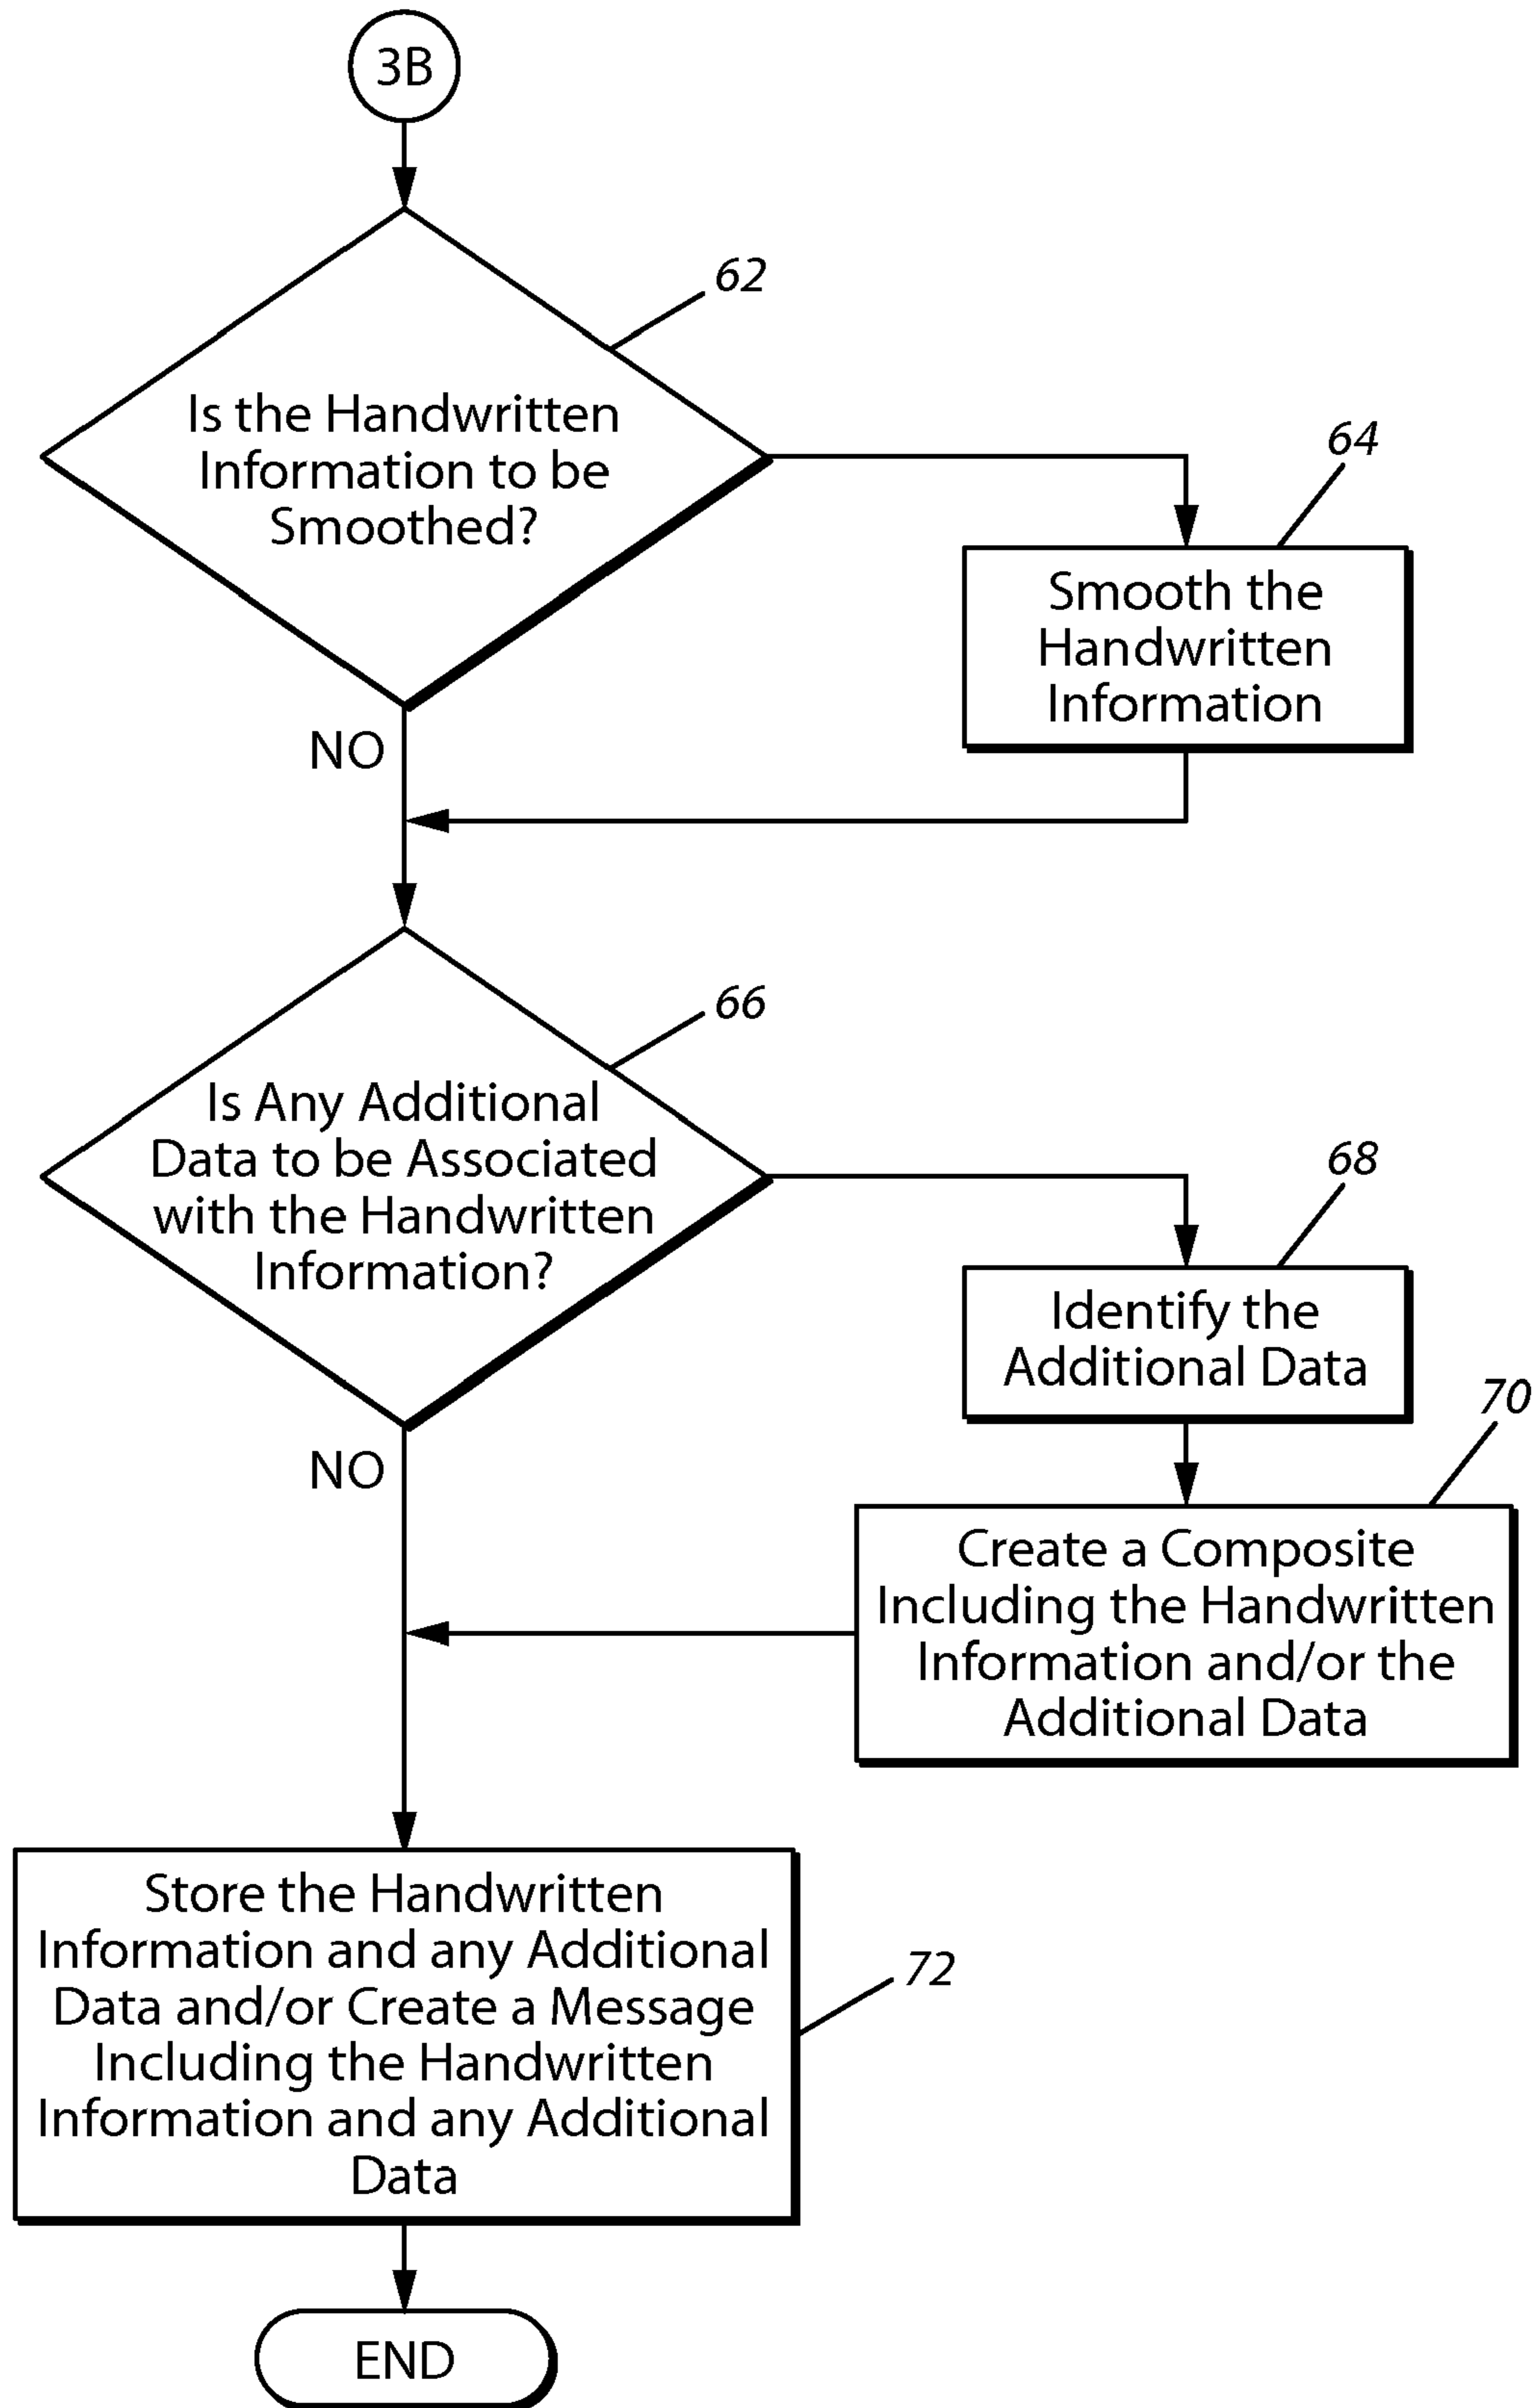 3B
62
Is the Handwritten
Information to be
Smoothed?
64
Smooth the
Handwritten
Information
NO
66
Is Any Additional
Data to be Associated
with the Handwritten
Information?
68
Identify the
Additional Data
70
NO
Create a Composite
Including the Handwritten
Information and/or the
Additional Data
Store the Handwritten
Information and any Additional
Data and/or Create a Message
Including the Handwritten
Information and any Additional
Data
72
END